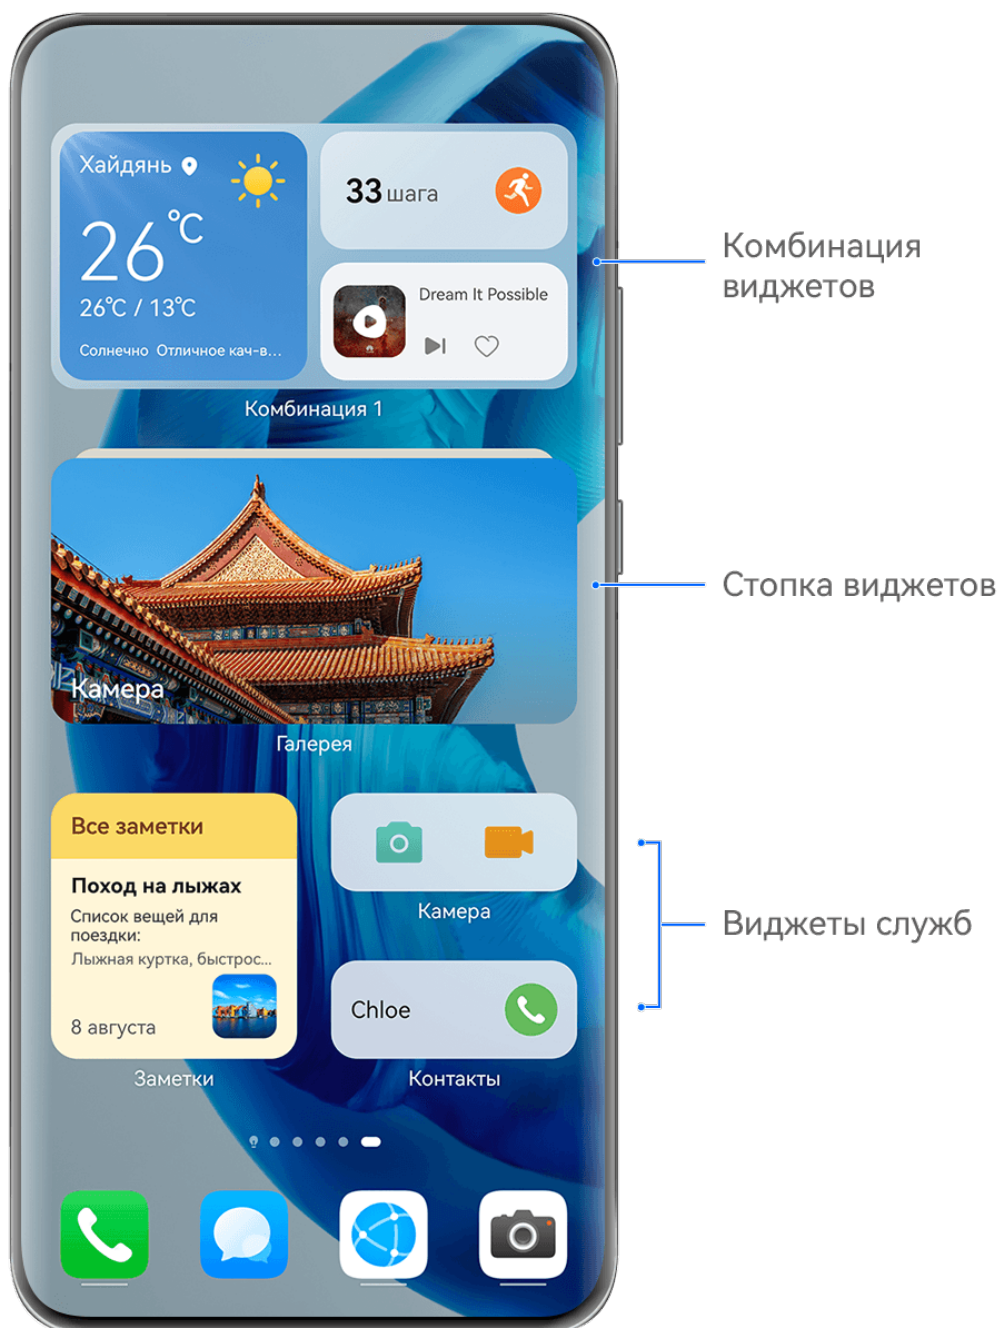 Хайдянь
26°C
26°C / 13°C
Солнечно Отличное кач-в...
33 шага
Dream It Possible
Комбинация 1
Комбинация
виджетов
Камера
Галерея
Стопка виджетов
Все заметки
Поход на лыжах
Список вещей для
поездки:
Лыжная куртка, быстрос...
8 августа
Заметки
Камера
Chloe
Контакты
Виджеты служб